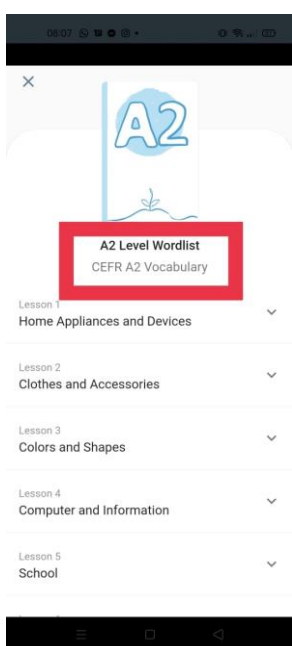 08:07
A2
A2 Level Wordlist
CEFR A2 Vocabulary
Lesson 1
Home Appliances and Devices
Lesson 2
Clothes and Accessories
Lesson 3
Colors and Shapes
Lesson 4
Computer and Information
Lesson 5
School